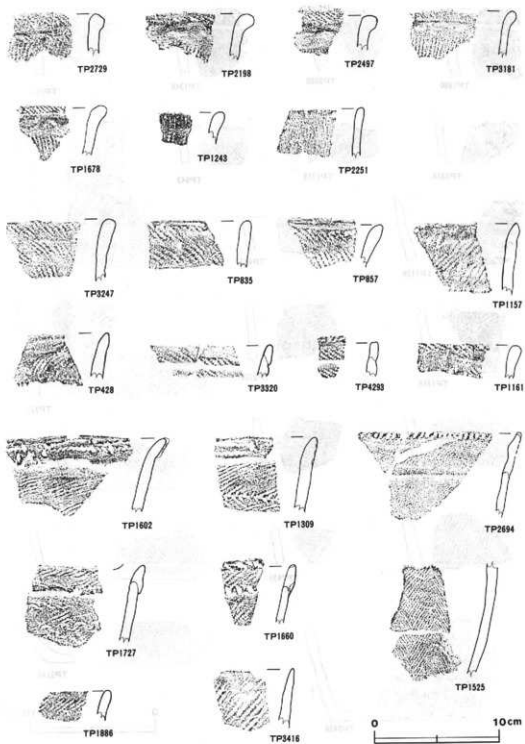 TP2729 TP2198 TP2497 TP3181
TP1678 TP1243 TP2251
TP3247 TP835 TP857 TP1157
TP428 TP3320 TP4293 TP1161
TP1602 TP1309 TP2694
TP1727 TP1660 TP1525
TP1886 TP3416
0 10cm